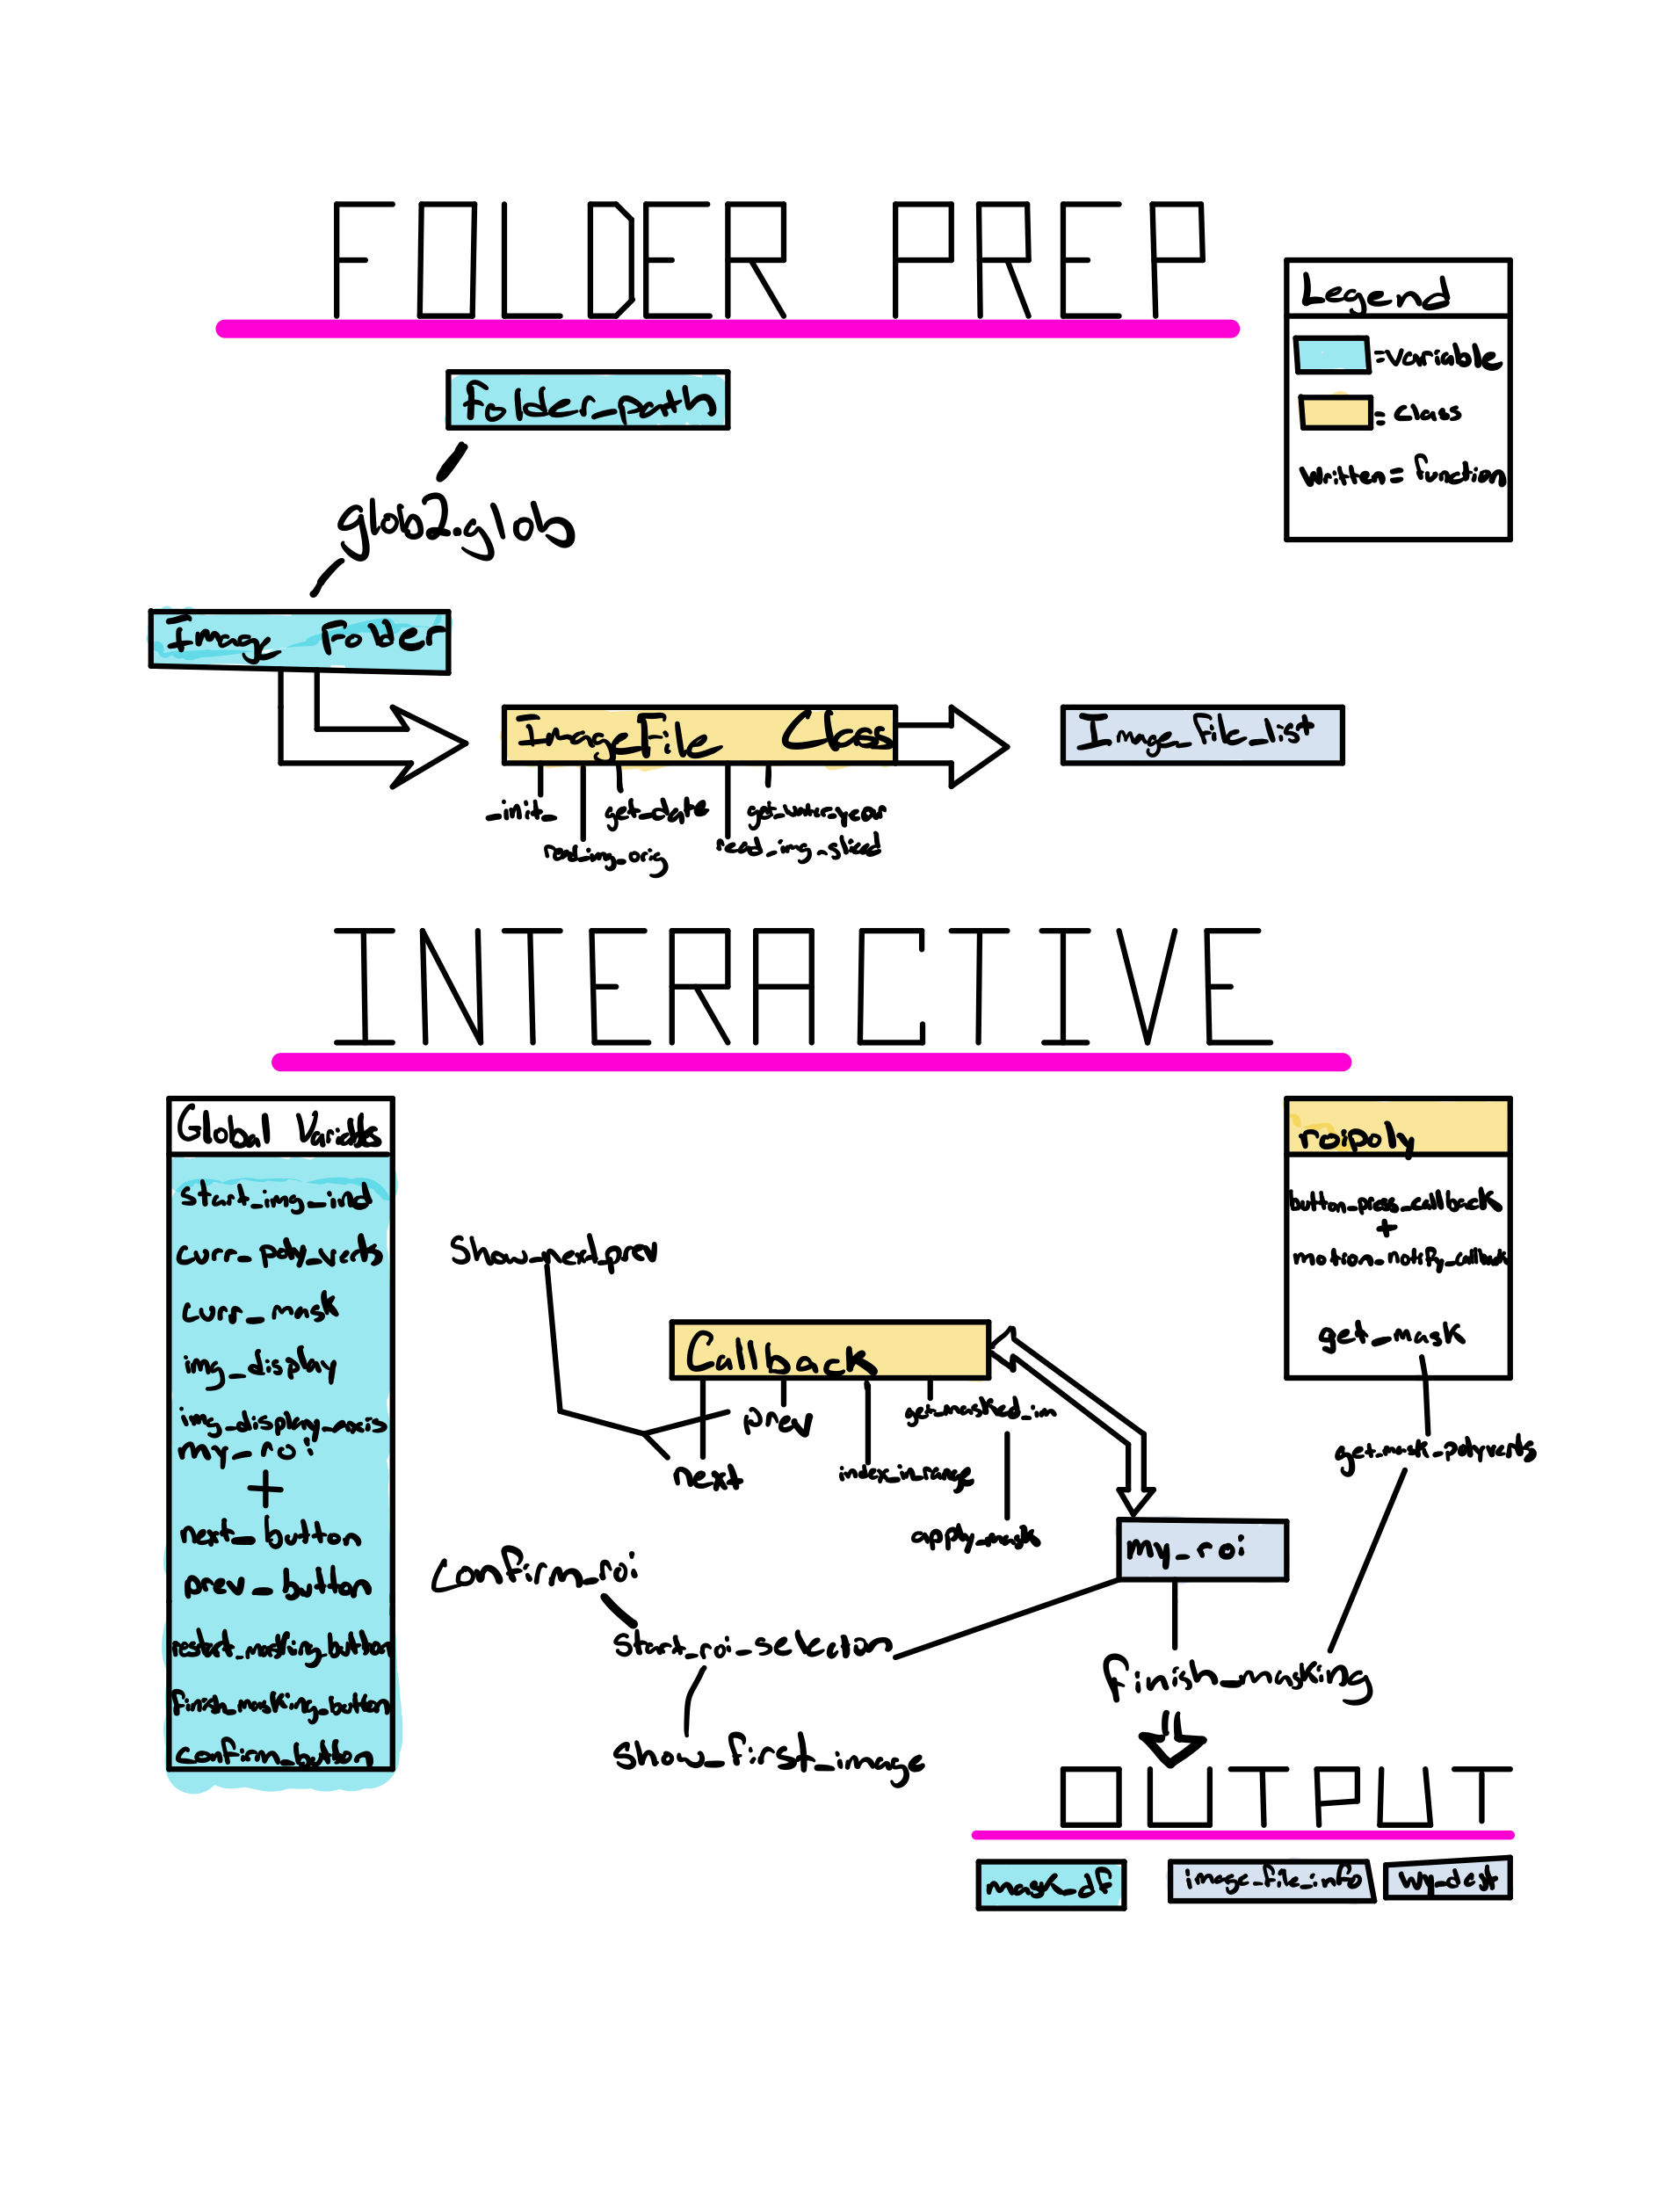 FOLDER PREP
Legend
=variable
= class
written= function
folder_path
glob2.glob
Image Folder
ImageFile Class
Image_file_list
_init_
get_date
get_water_year
read_img_orig
read_img_sliced
INTERACTIVE
Global Variables
start_img_ind
curr_poly_verts
curr_mask
img_display
img_display_axis
my_roi
+
next_button
prev_button
restart_masking_button
finish_masking_button
confirm_button
roipoly
button_press_callback
+
motion_notify_callback
get_mask
get_mask_polyverts
Show_next_prev
Callback
prev
get_masked_im
next
index_in_range
apply_mask
my_roi
Confirm_roi
start_roi_selection
finish_masking
show_first_image
OUTPUT
mask_df
image_file_info